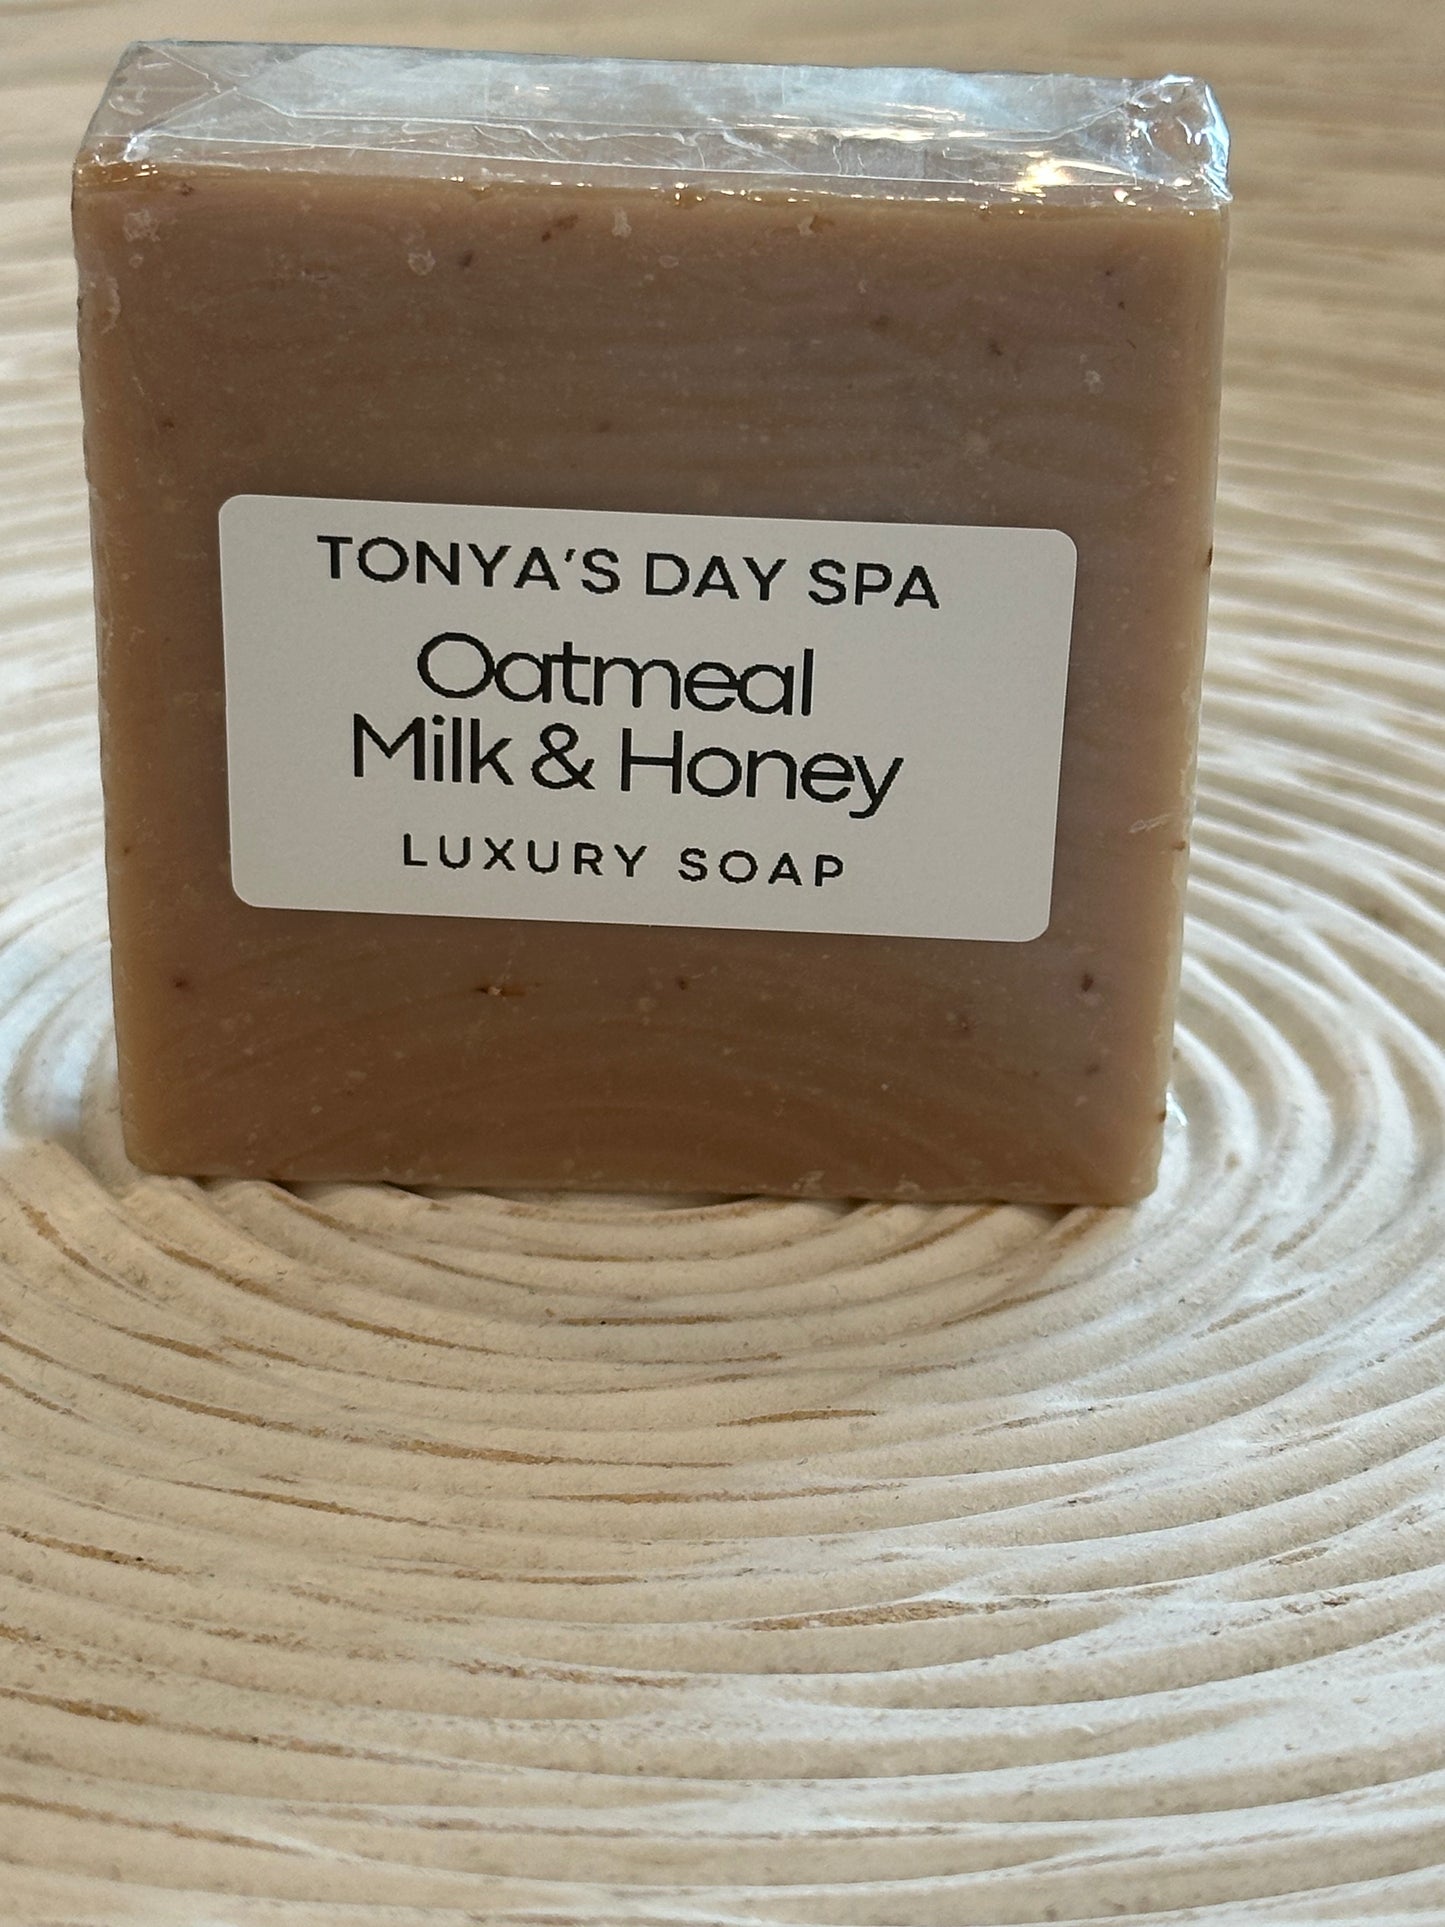 TONYA'S DAY SPA
Oatmeal
Milk & Honey
LUXURY SOAP